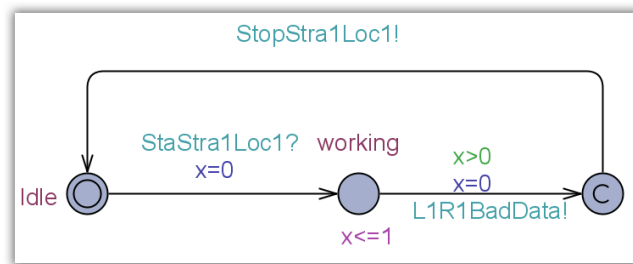 StopStra1Loc1!
StaStra1Loc1?
working
x>0
x=0
x=0
Idle
L1R1BadData!
C
x<=1